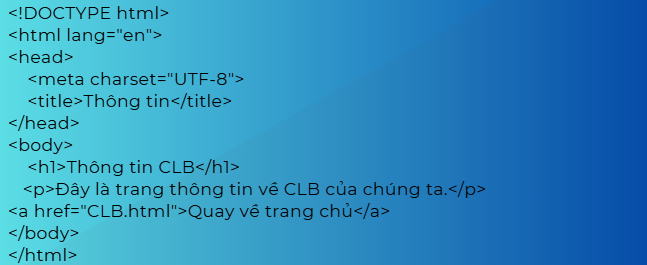 <!DOCTYPE html>
<html lang="en">
<head>
<meta charset="UTF-8">
<title>Thông tin</title>
</head>
<body>
<h1>Thông tin CLB</h1>
<p>Đây là trang thông tin về CLB của chúng ta.</p>
<a href="CLB.html">Quay về trang chủ</a>
</body>
</html>